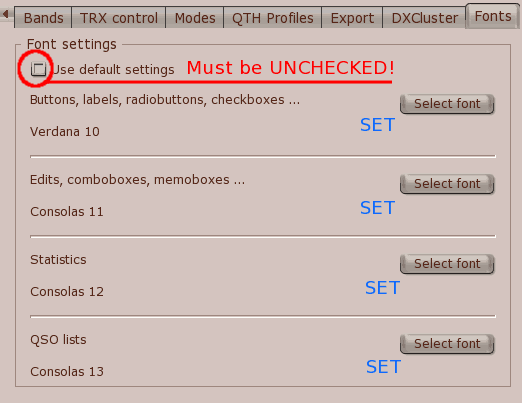 Bands TRX control Modes QTH Profiles Export DXCluster Fonts
Font settings
Use default settings Must be UNCHECKED!
Buttons, labels, radiobuttons, checkboxes ... Select font
Verdana 10 SET
Edits, comboboxes, memoboxes ... Select font
Consolas 11 SET
Statistics Select font
Consolas 12 SET
QSO lists Select font
Consolas 13 SET